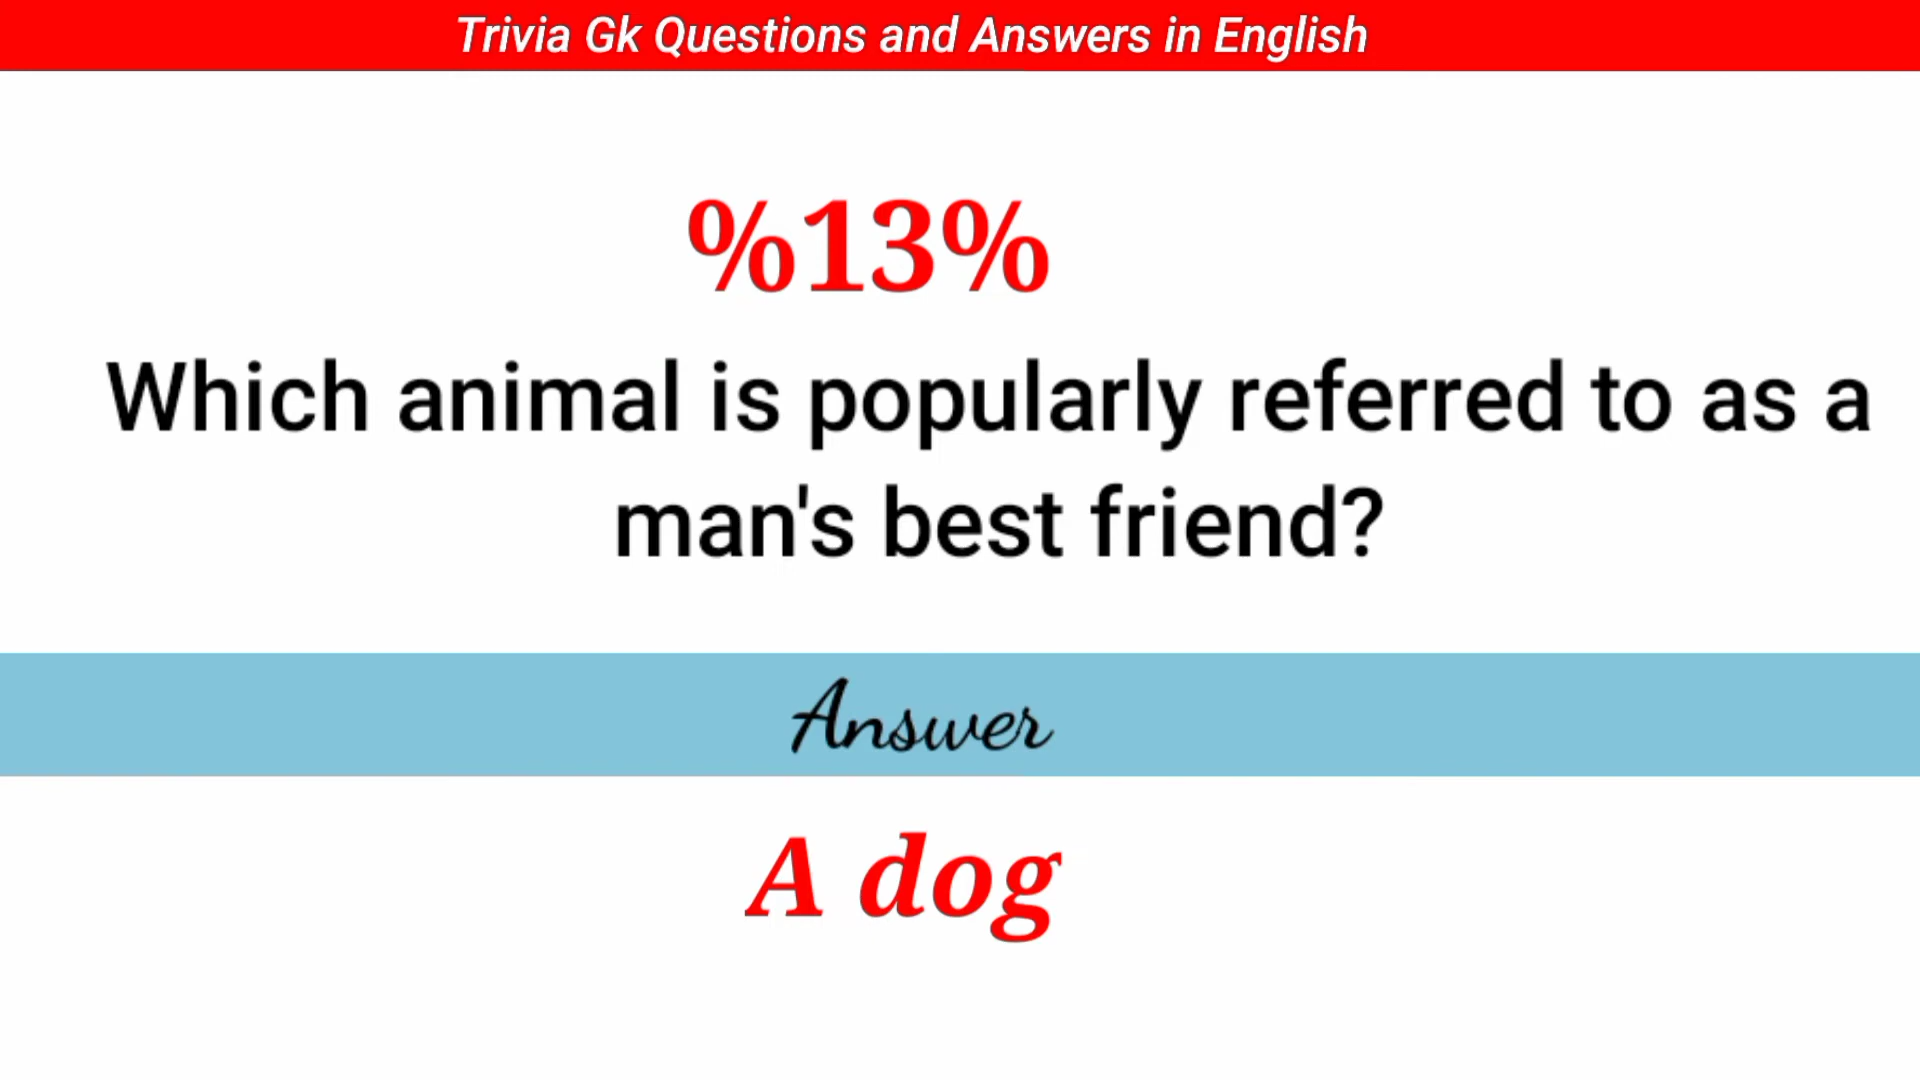 Trivia Gk Questions and Answers in English
%13%
Which animal is popularly referred to as a
man's best friend?
Answer
A dog